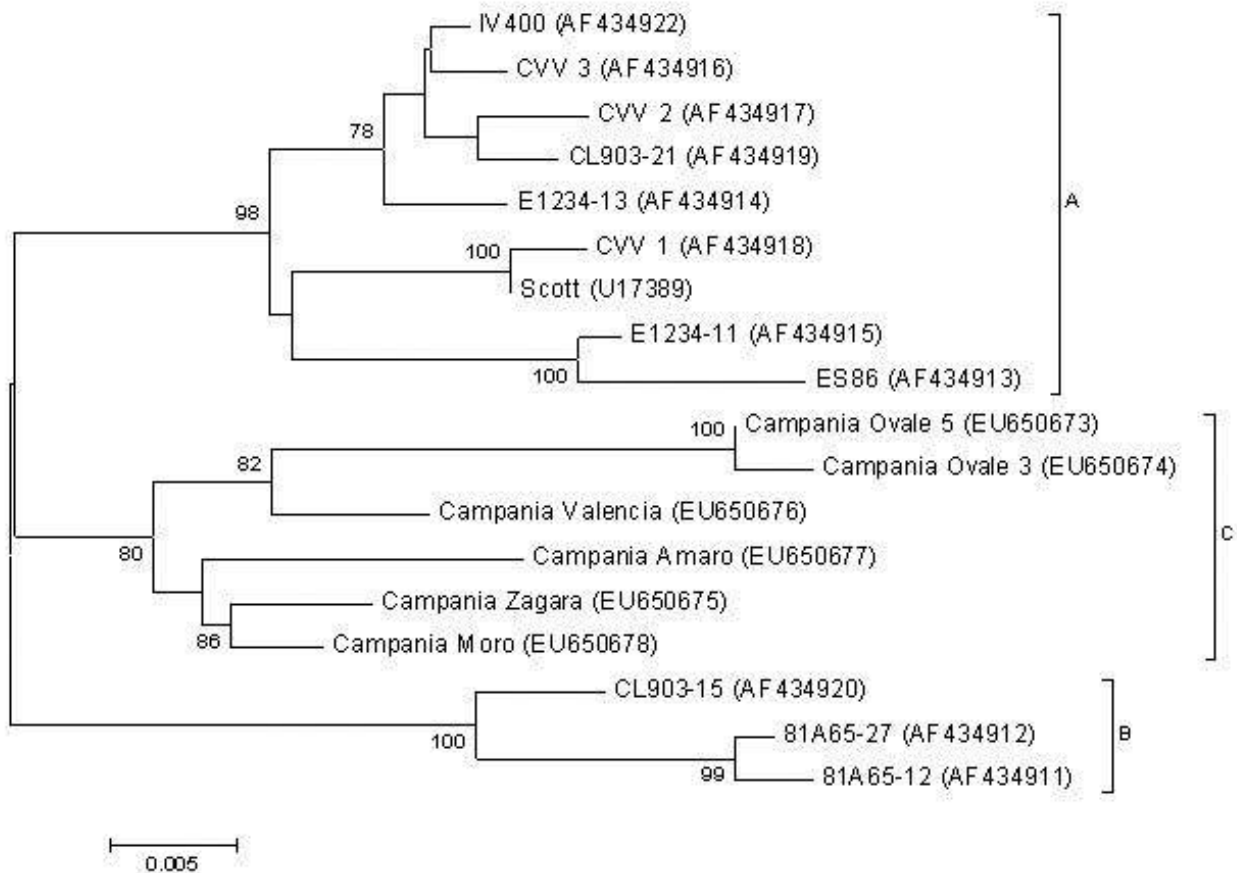 IV400 (AF434922)
CVV 3 (AF434916)
CVV 2 (AF434917)
78
CL903-21 (AF434919)
E1234-13 (AF434914)
A
98
CVV 1 (AF434918)
100
Scott (U17389)
E1234-11 (AF434915)
100
ES86 (AF434913)
Campania Ovale 5 (EU650673)
100
82
Campania Ovale 3 (EU650674)
Campania Valencia (EU650676)
C
80
Campania Amaro (EU650677)
Campania Zagara (EU650675)
86
Campania Moro (EU650678)
CL903-15 (AF434920)
81A65-27 (AF434912)
B
100
99
81A65-12 (AF434911)
0.005